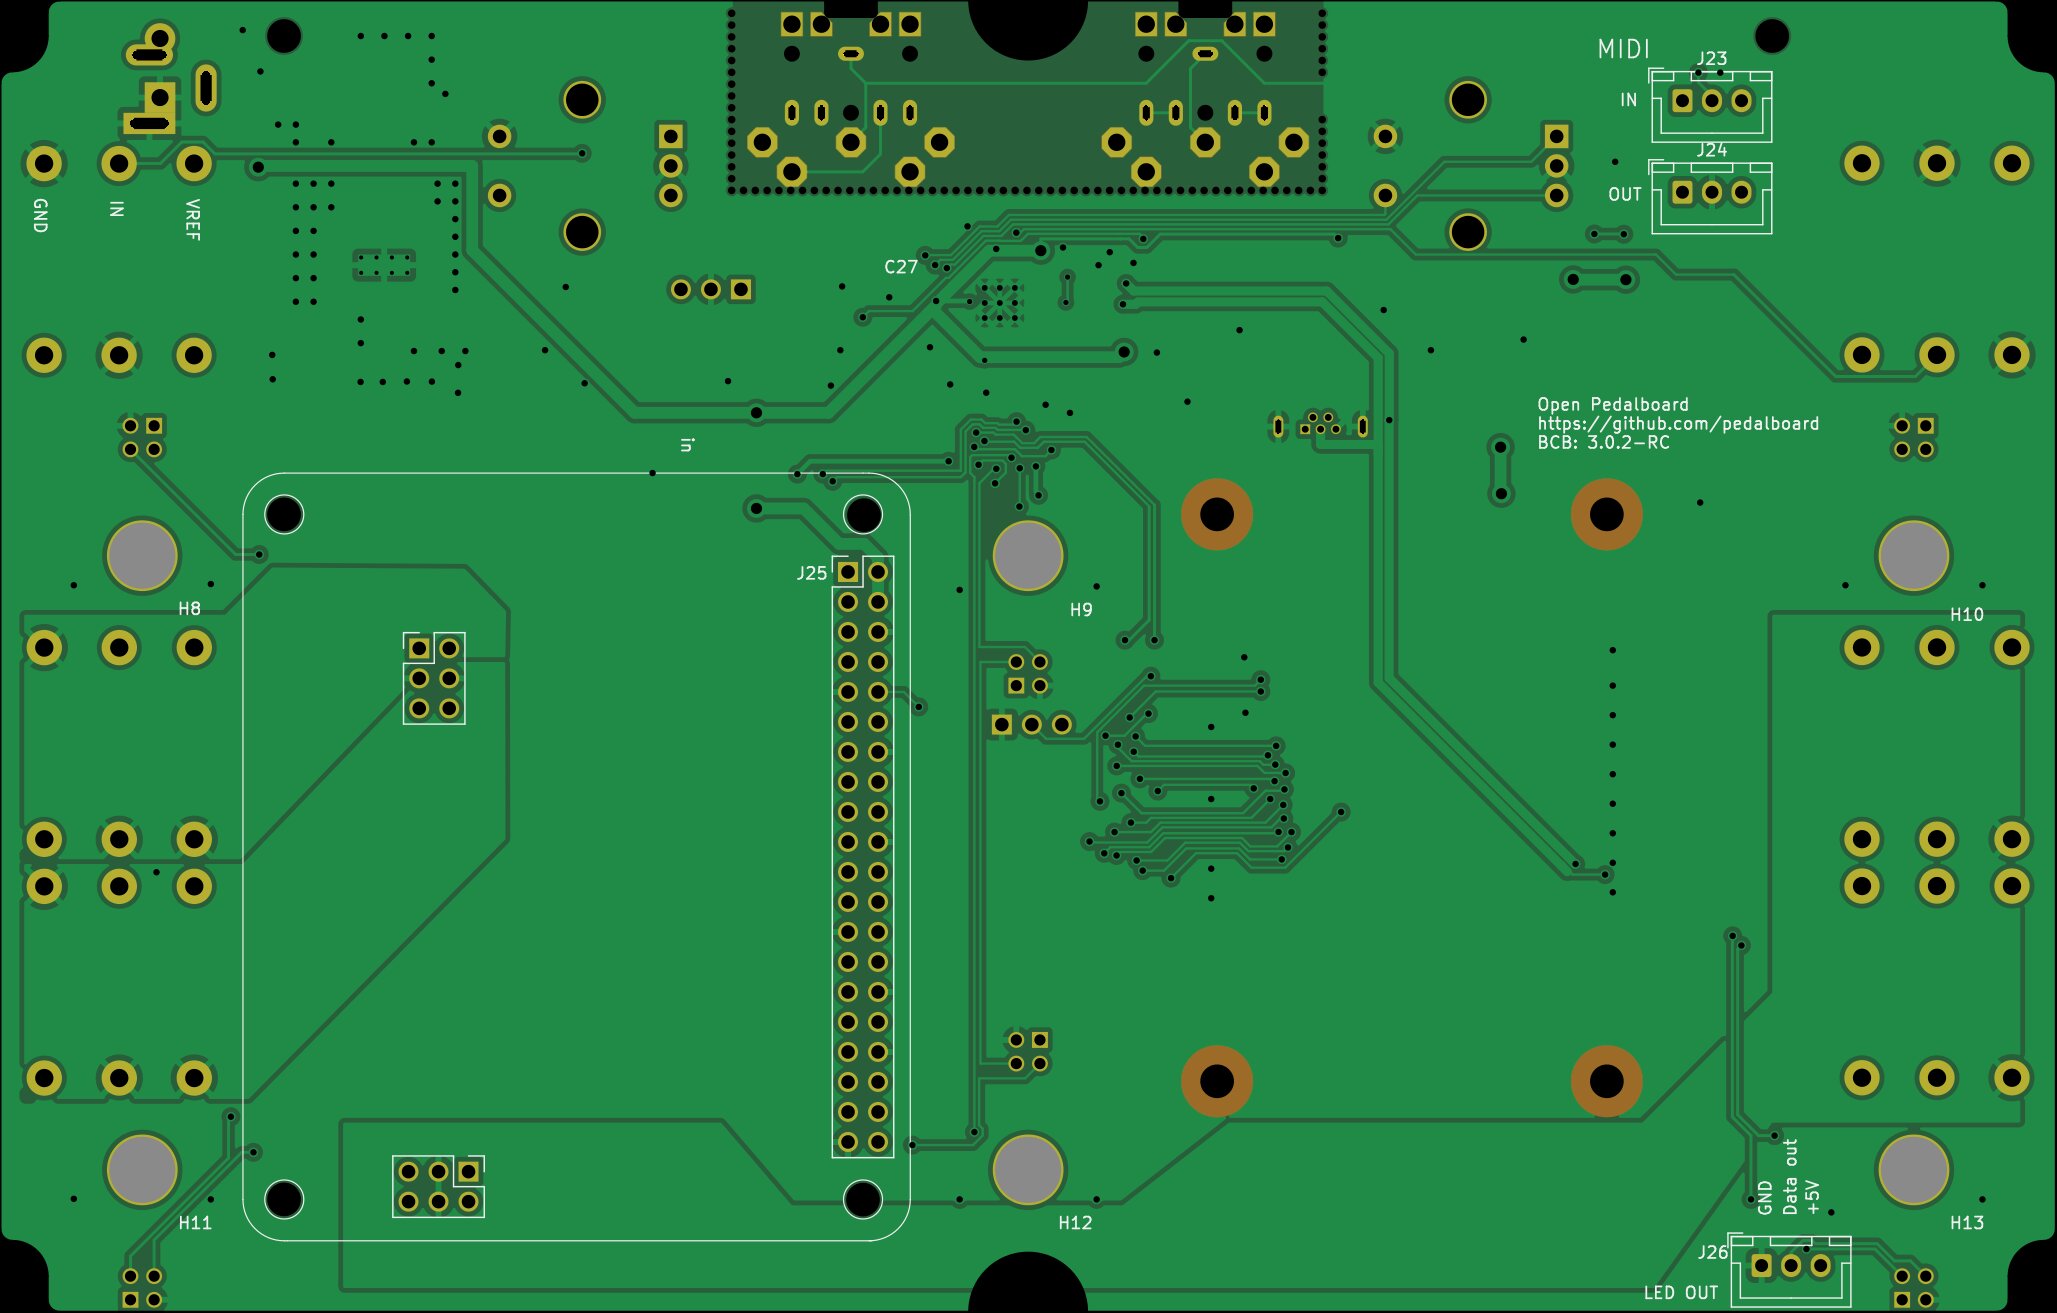 MIDI
J23
IN
J24
OUT
GND
IN
VREF
C27
Open Pedalboard
https://github.com/pedalboard
BCB: 3.0.2-RC
in
J25
H8
H9
H10
GND
Data out
+5V
H11
H12
H13
J26
LED OUT